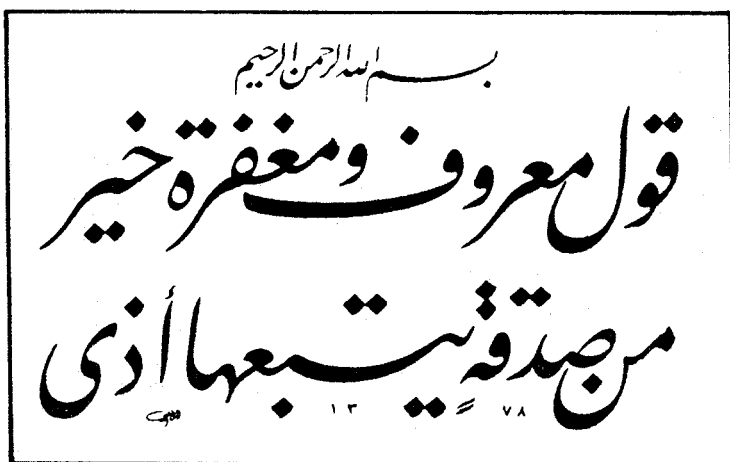 بسم الله الرحمن الرحيم
قول معروف ومغفرة خير
من صدقةٍ يتبعها أذى
١٣ ٧٨